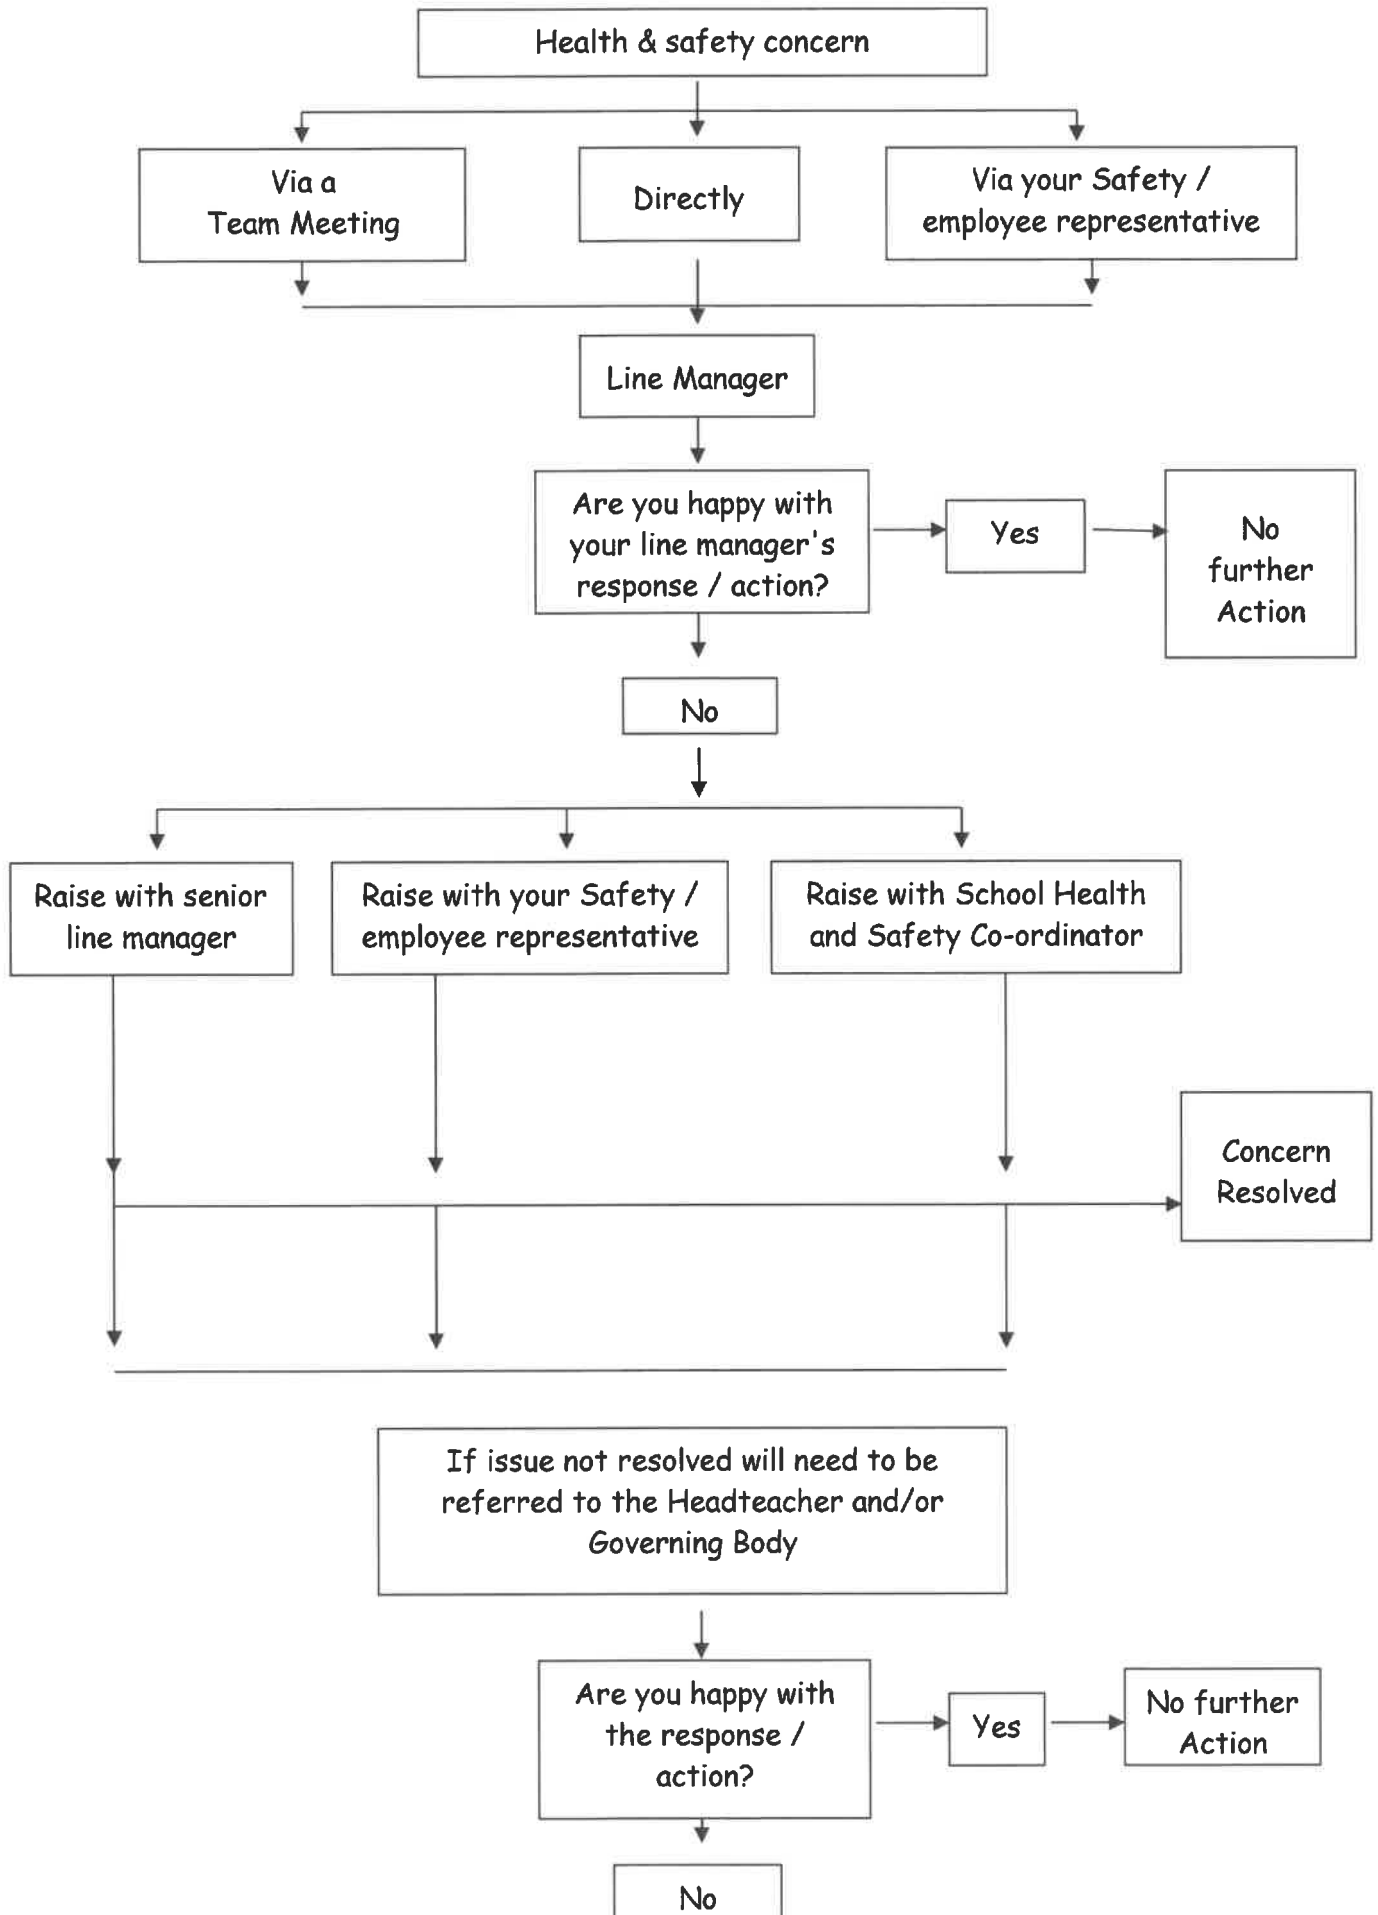 Health & safety concern
Via a
Team Meeting
Directly
Via your Safety /
employee representative
Line Manager
Are you happy with
your line manager's
response / action?
Yes
No
further
Action
No
Raise with senior
line manager
Raise with your Safety /
employee representative
Raise with School Health
and Safety Co-ordinator
Concern
Resolved
If issue not resolved will need to be
referred to the Headteacher and/or
Governing Body
Are you happy with
the response /
action?
Yes
No further
Action
No